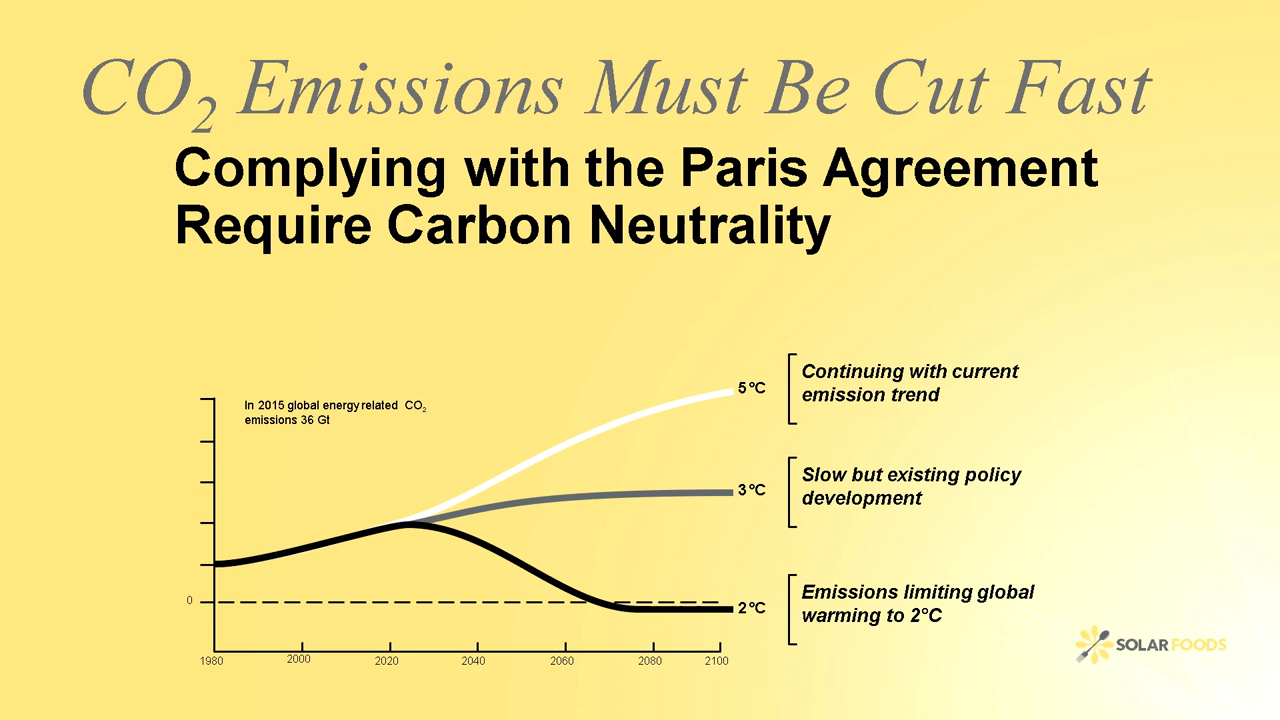 CO2 Emissions Must Be Cut Fast
Complying with the Paris Agreement
Require Carbon Neutrality
In 2015 global energy related CO2
emissions 36 Gt
5°C
Continuing with current
emission trend
3°C
Slow but existing policy
development
0
2°C
Emissions limiting global
warming to 2°C
1980 2000 2020 2040 2060 2080 2100
SOLAR FOODS